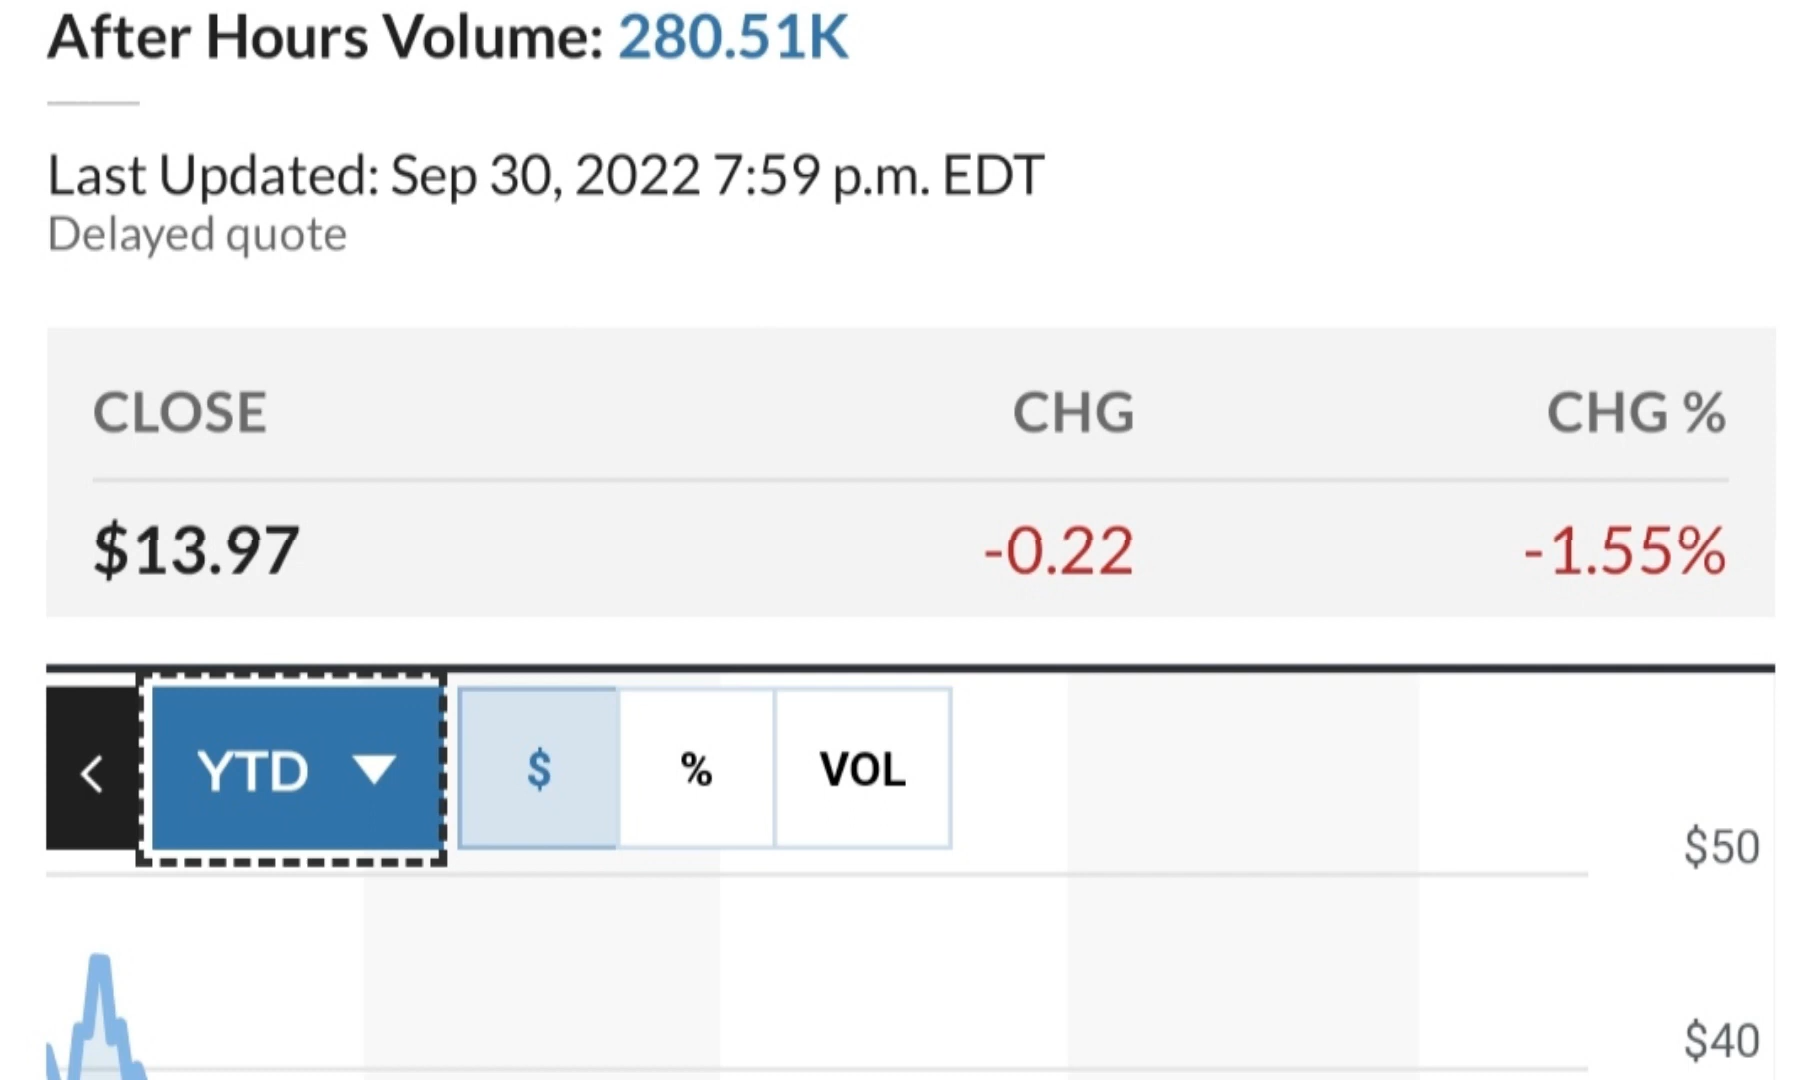 After Hours Volume: 280.51K
Last Updated: Sep 30, 2022 7:59 p.m. EDT
Delayed quote
CLOSE CHG CHG %
$13.97 -0.22 -1.55%
YTD $ % VOL
$50
$40